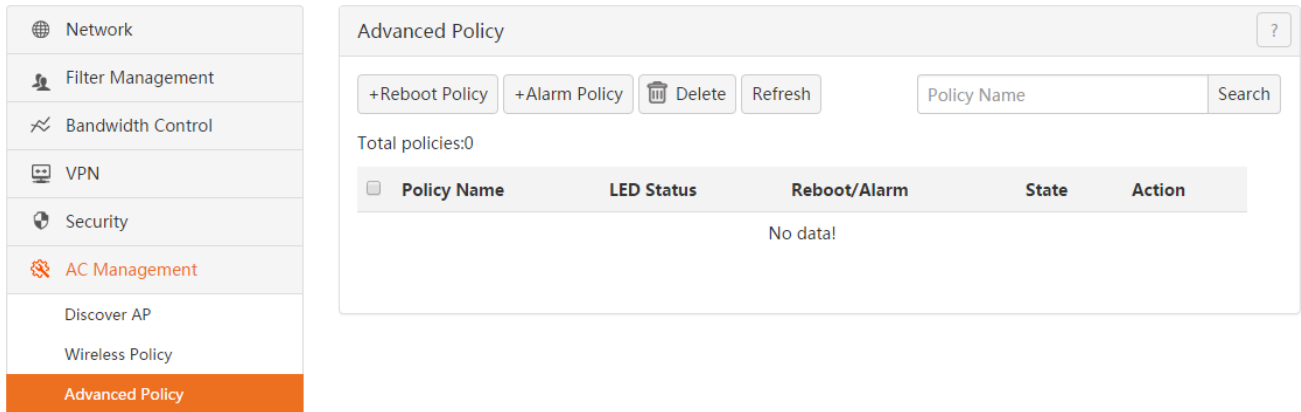 Network
Filter Management
Bandwidth Control
VPN
Security
AC Management
Discover AP
Wireless Policy
Advanced Policy
Advanced Policy ?
+Reboot Policy +Alarm Policy Delete Refresh Policy Name Search
Total policies:0
Policy Name LED Status Reboot/Alarm State Action
No data!